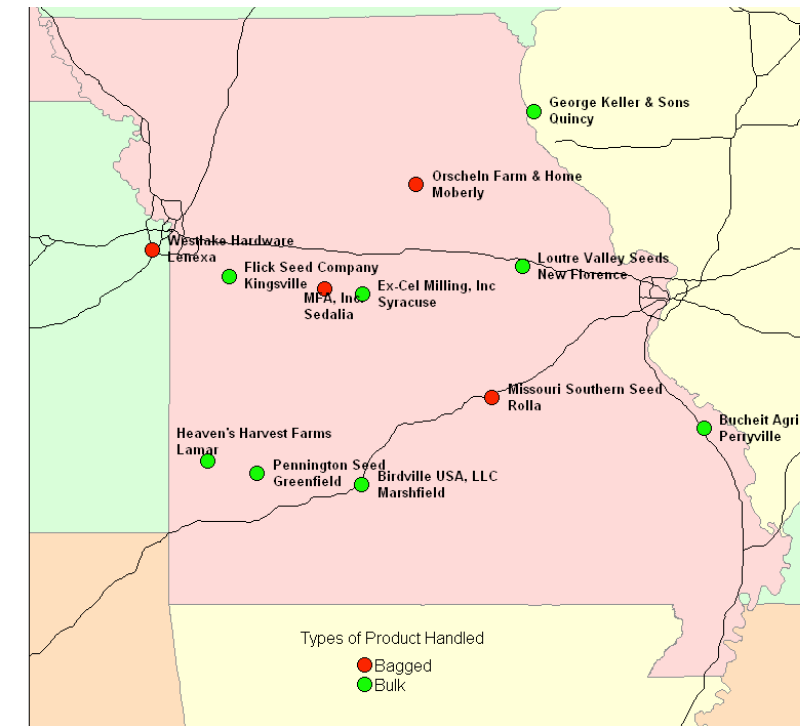 George Keller & Sons
Quincy
Orscheln Farm & Home
Moberly
Westlake Hardware
Lenexa
Loutre Valley Seeds
New Florence
Flick Seed Company
Kingsville
MFA, Inc.
Sedalia
Ex-Cel Milling, Inc
Syracuse
Missouri Southern Seed
Rolla
Bucheit Agri
Perryville
Heaven's Harvest Farms
Lamar
Pennington Seed
Greenfield
Birdville USA, LLC
Marshfield
Types of Product Handled
Bagged
Bulk